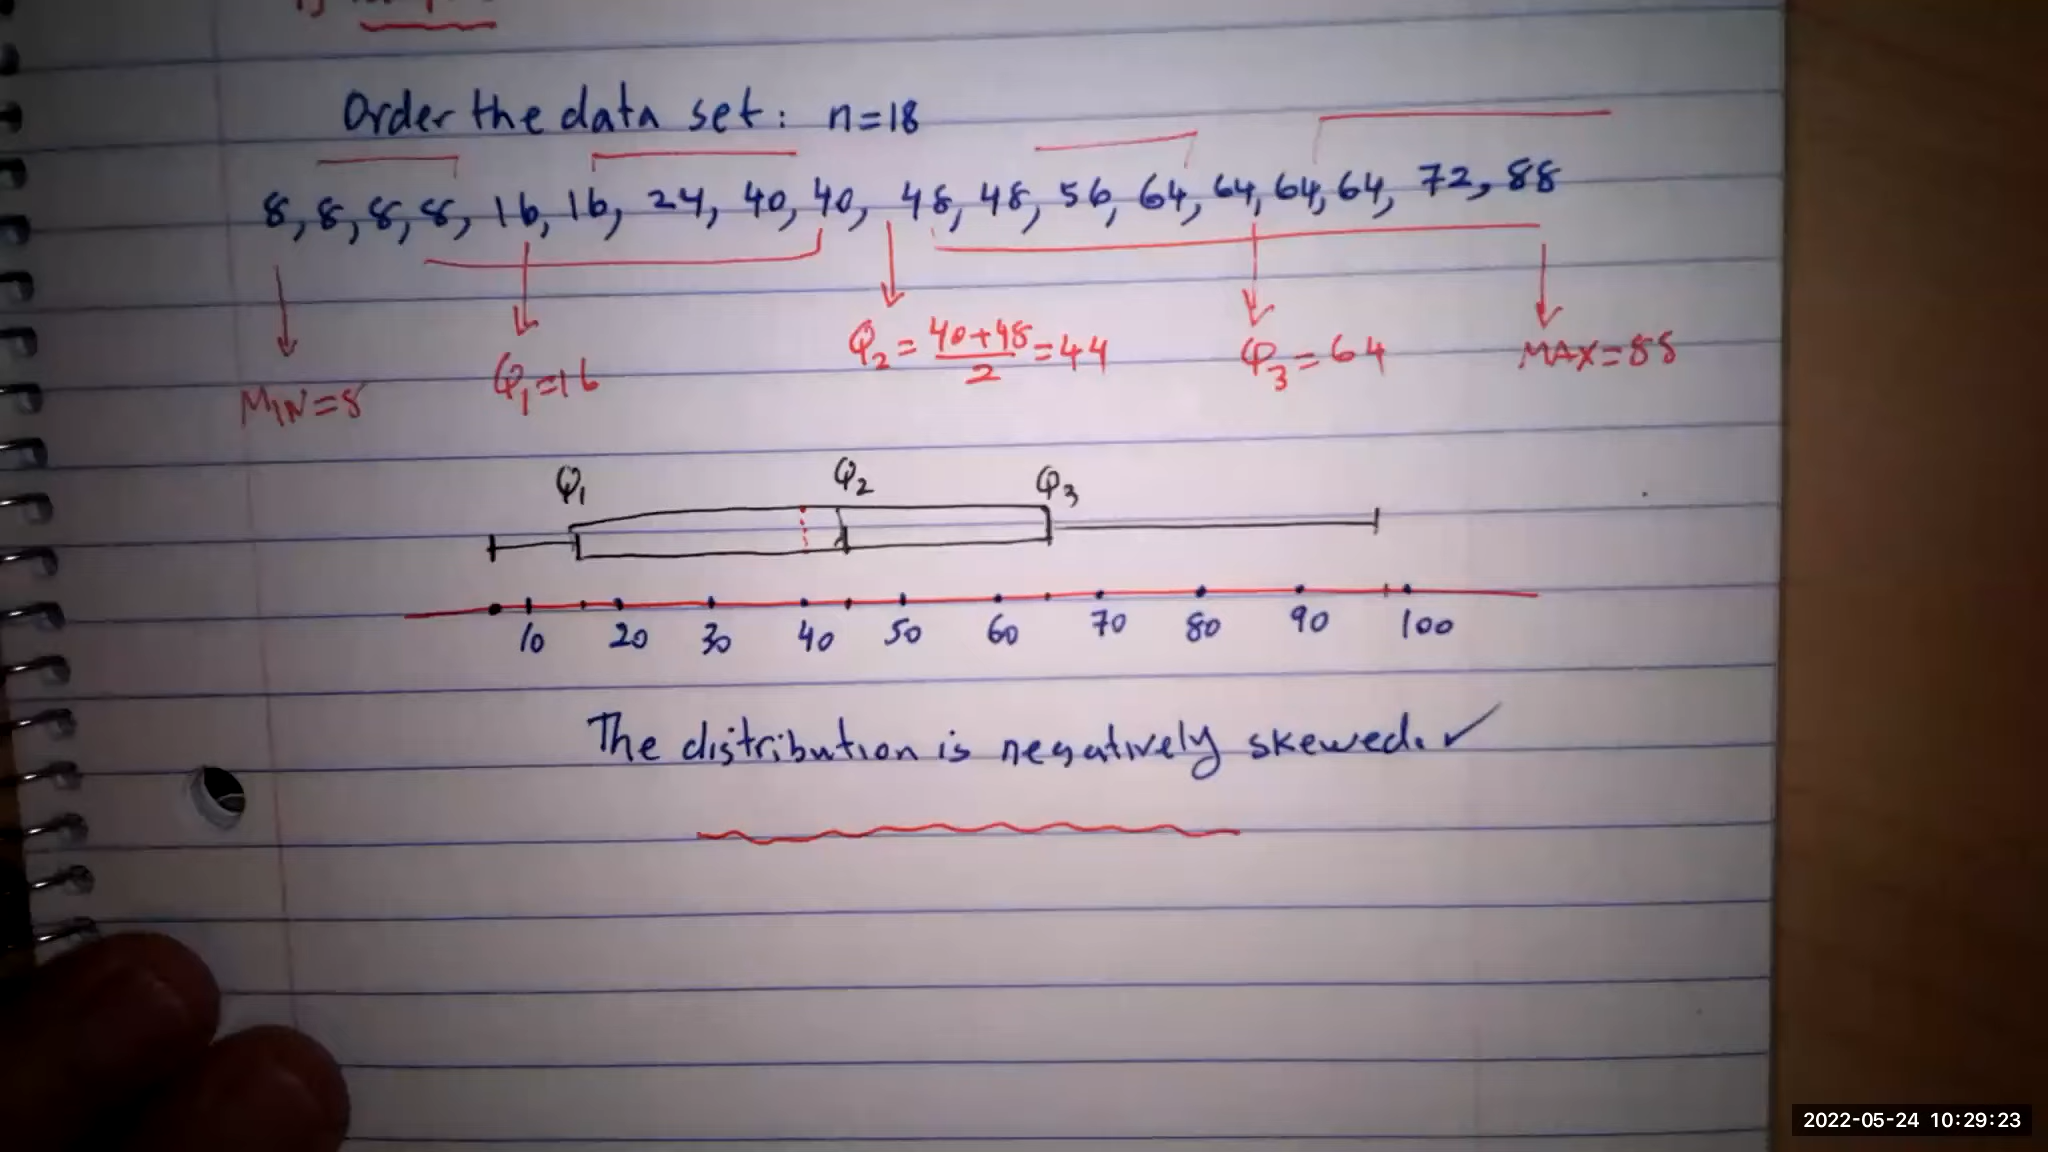 Order the data set: n=18
8, 8, 8, 8, 16, 16, 24, 40, 40, 48, 48, 56, 64, 64, 64, 64, 72, 88
MIN=8 Q1=16 Q2=40+48/2=44 Q3=64 MAX=88
Q1 Q2 Q3
10 20 30 40 50 60 70 80 90 100
The distribution is negatively skewed. ✓
2022-05-24 10:29:23